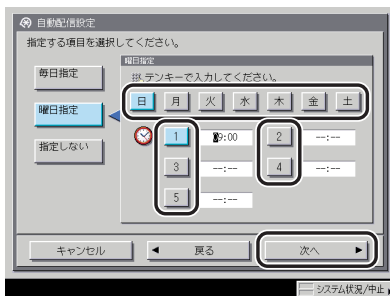 自動配信設定
指定する項目を選択してください。
毎日指定
曜日指定
指定しない
曜日指定
テンキーで入力してください。
日 月 火 水 木 金 土
1 9:00 2 --:--
3 --:-- 4 --:--
5 --:--
キャンセル ◀ 戻る 次へ ▶
システム状況/中止